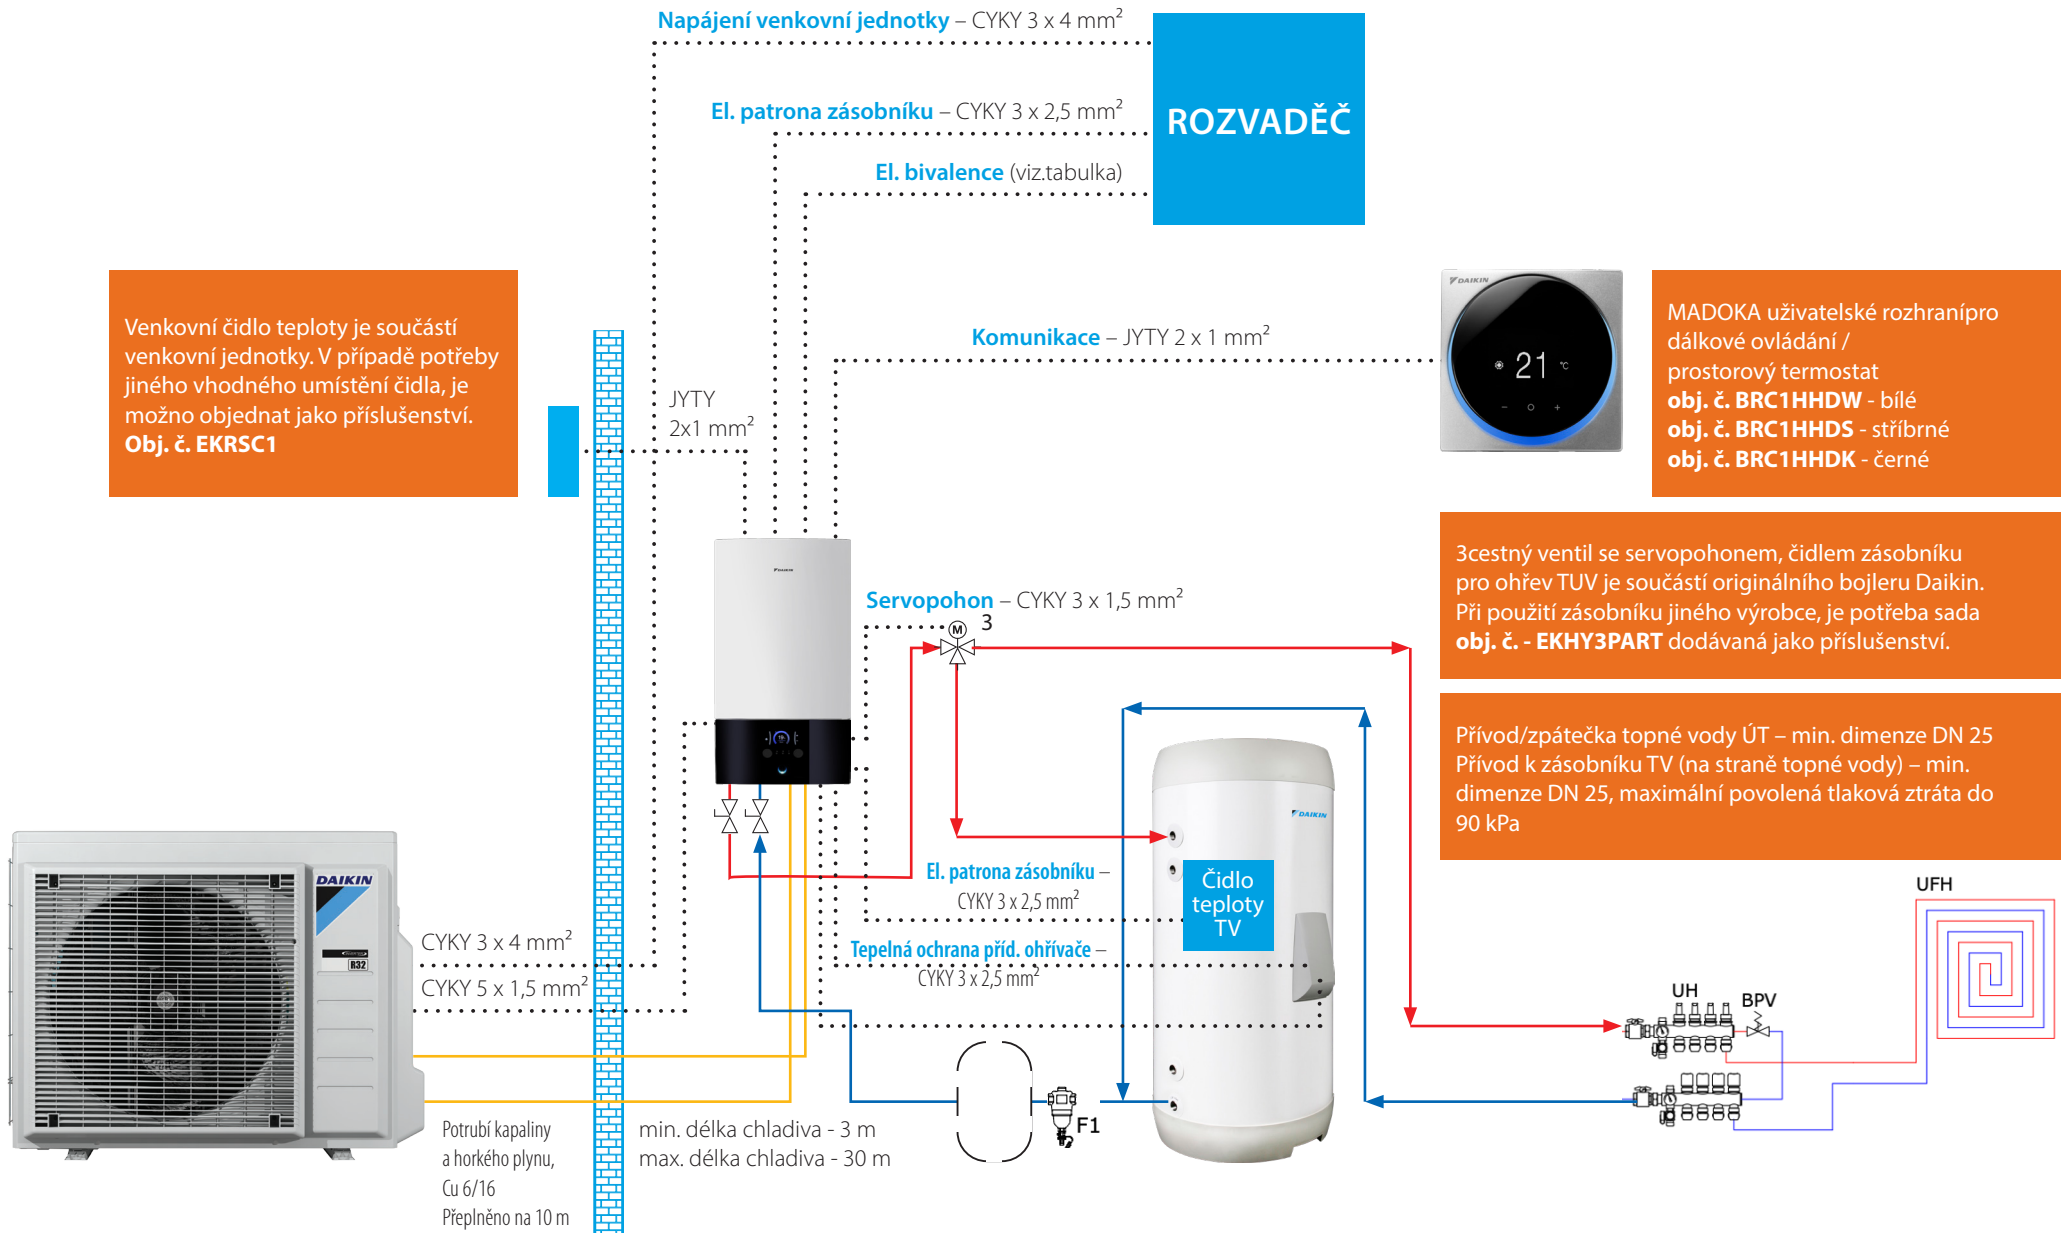 Napájení venkovní jednotky – CYKY 3 x 4 mm²
El. patrona zásobníku – CYKY 3 x 2,5 mm²
El. bivalence (viz.tabulka)
ROZVADĚČ
Venkovní čidlo teploty je součástí
venkovní jednotky. V případě potřeby
jiného vhodného umístění čidla, je
možno objednat jako příslušenství.
Obj. č. EKRSC1
JYTY
2x1 mm²
Komunikace – JYTY 2 x 1 mm²
DAIKIN
21 °C
MADOKA uživatelské rozhranípro
dálkové ovládání /
prostorový termostat
obj. č. BRC1HHDW - bílé
obj. č. BRC1HHDS - stříbrné
obj. č. BRC1HHDK - černé
3cestný ventil se servopohonem, čidlem zásobníku
pro ohřev TUV je součástí originálního bojleru Daikin.
Při použití zásobníku jiného výrobce, je potřeba sada
obj. č. - EKHY3PART dodávaná jako příslušenství.
DAIKIN
Servopohon – CYKY 3 x 1,5 mm²
M
3
Přívod/zpátečka topné vody ÚT – min. dimenze DN 25
Přívod k zásobníku TV (na straně topné vody) – min.
dimenze DN 25, maximální povolená tlaková ztráta do
90 kPa
DAIKIN
El. patrona zásobníku –
CYKY 3 x 2,5 mm²
Čidlo
teploty
TV
Tepelná ochrana příd. ohřívače –
CYKY 3 x 2,5 mm²
DAIKIN
R32
CYKY 3 x 4 mm²
CYKY 5 x 1,5 mm²
UFH
UH
BPV
F1
Potrubí kapaliny
a horkého plynu,
Cu 6/16
Přeplněno na 10 m
min. délka chladiva - 3 m
max. délka chladiva - 30 m